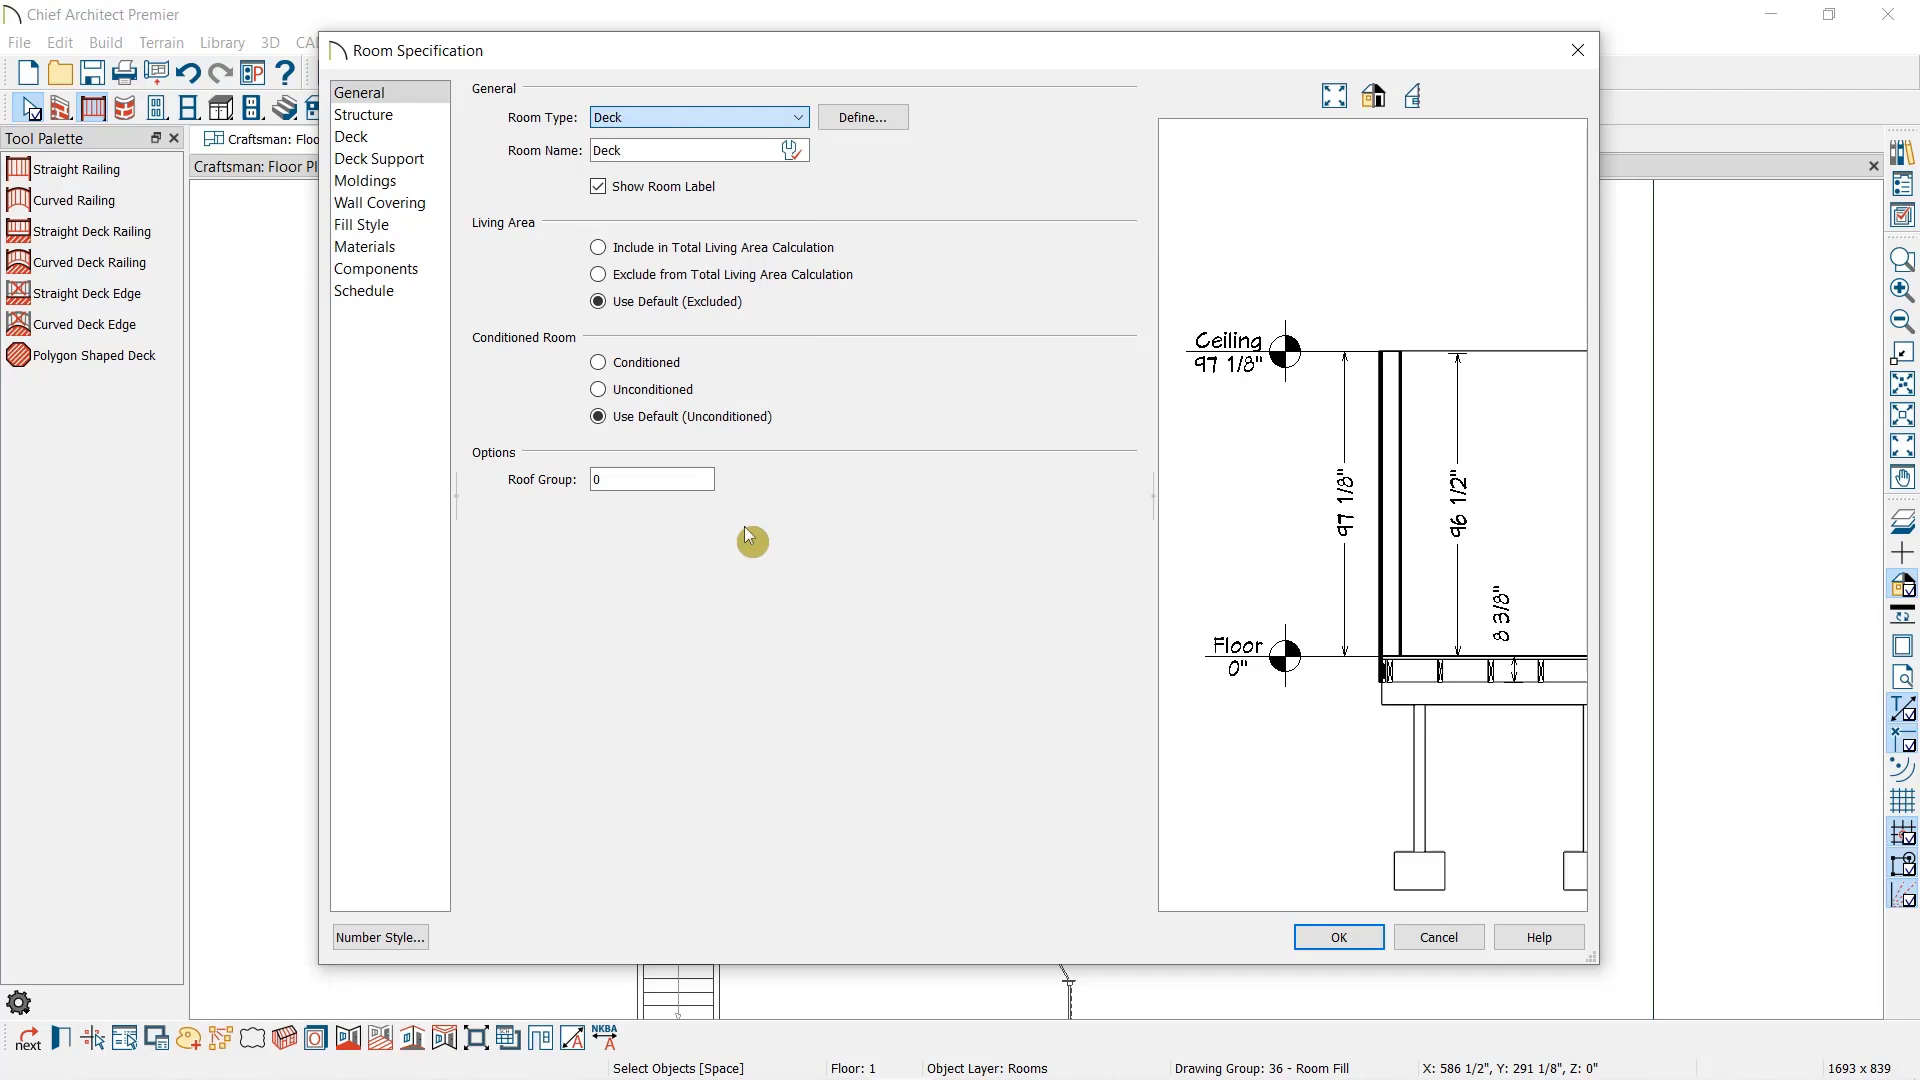 Chief Architect Premier
File Edit Build Terrain Library 3D CAD
Room Specification
Tool Palette
Craftsman: Floo
Craftsman: Floor Pl
Straight Railing
Curved Railing
Straight Deck Railing
Curved Deck Railing
Straight Deck Edge
Curved Deck Edge
Polygon Shaped Deck
General
Structure
Deck
Deck Support
Moldings
Wall Covering
Fill Style
Materials
Components
Schedule
General
Room Type: Deck Define...
Room Name: Deck
Show Room Label
Living Area
Include in Total Living Area Calculation
Exclude from Total Living Area Calculation
Use Default (Excluded)
Conditioned Room
Conditioned
Unconditioned
Use Default (Unconditioned)
Options
Roof Group: 0
Ceiling
97 1/8"
97 1/8"
96 1/2"
8 3/8"
Floor
0"
Number Style... OK Cancel Help
next
NKBA
Select Objects [Space] Floor: 1 Object Layer: Rooms Drawing Group: 36 - Room Fill X: 586 1/2", Y: 291 1/8", Z: 0" 1693 x 839